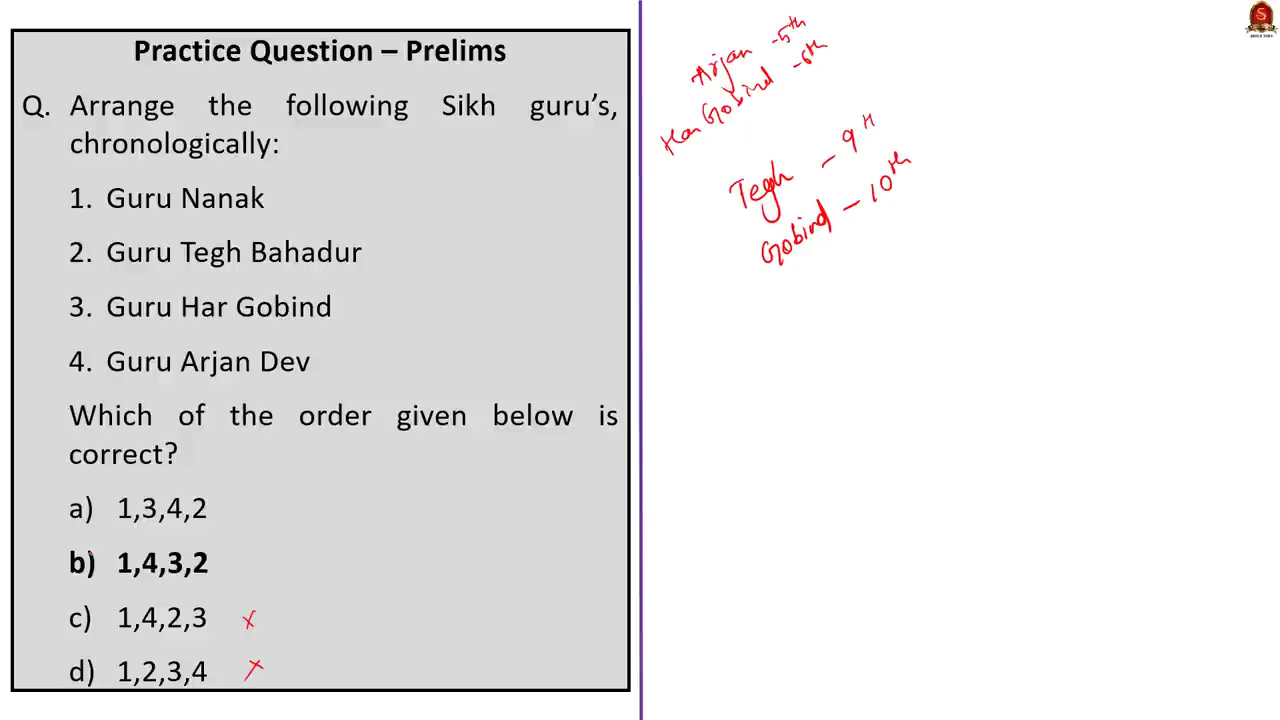 Practice Question – Prelims
Q. Arrange the following Sikh guru's,
chronologically:
1. Guru Nanak
2. Guru Tegh Bahadur
3. Guru Har Gobind
4. Guru Arjan Dev
Which of the order given below is
correct?
a) 1,3,4,2
b) 1,4,3,2
c) 1,4,2,3 x
d) 1,2,3,4 x
Arjan - 5th
Har Gobind - 6th
Tegh - 9th
Gobind - 10th
S